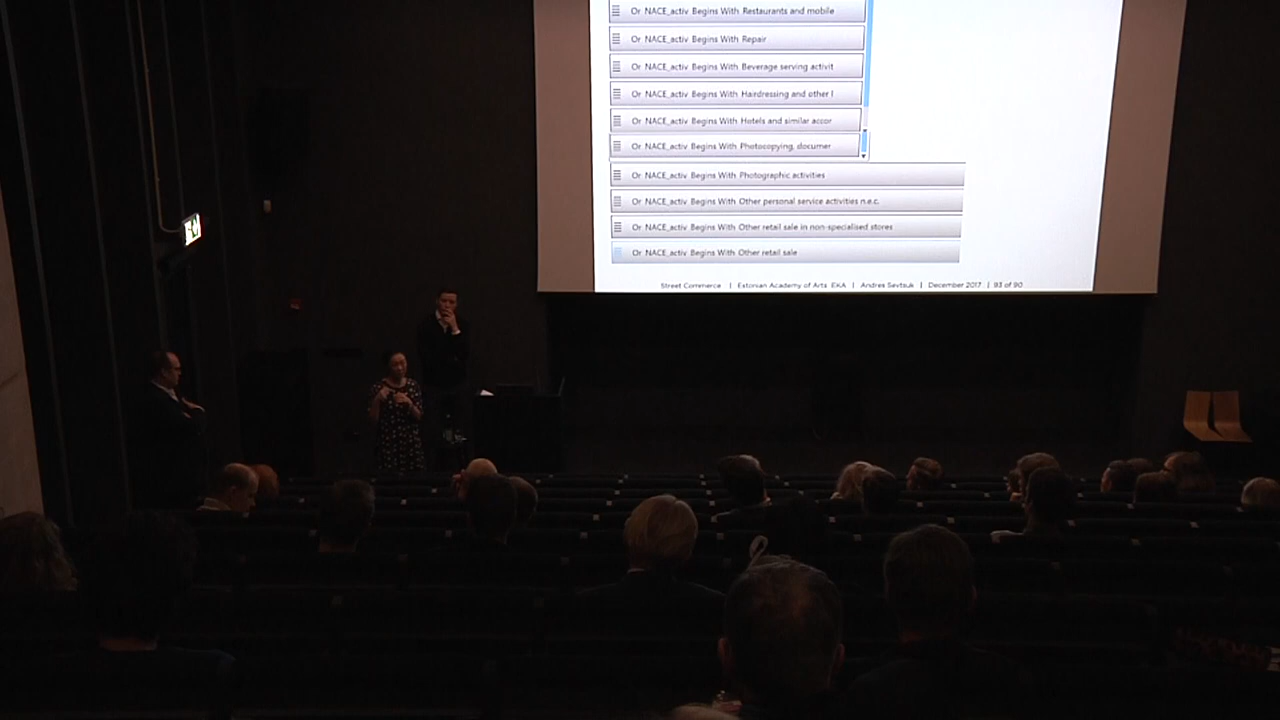 Or NACE_activ Begins With Restaurants and mobile
Or NACE_activ Begins With Repair
Or NACE_activ Begins With Beverage serving activit
Or NACE_activ Begins With Hairdressing and other l
Or NACE_activ Begins With Hotels and similar accor
Or NACE_activ Begins With Photocopying, documer
Or NACE_activ Begins With Photographic activities
Or NACE_activ Begins With Other personal service activities n.e.c.
Or NACE_activ Begins With Other retail sale in non-specialised stores
Or NACE_activ Begins With Other retail sale
Street Commerce | Estonian Academy of Arts EKA | Andres Sevtsuk | December 2017 | 93 of 90